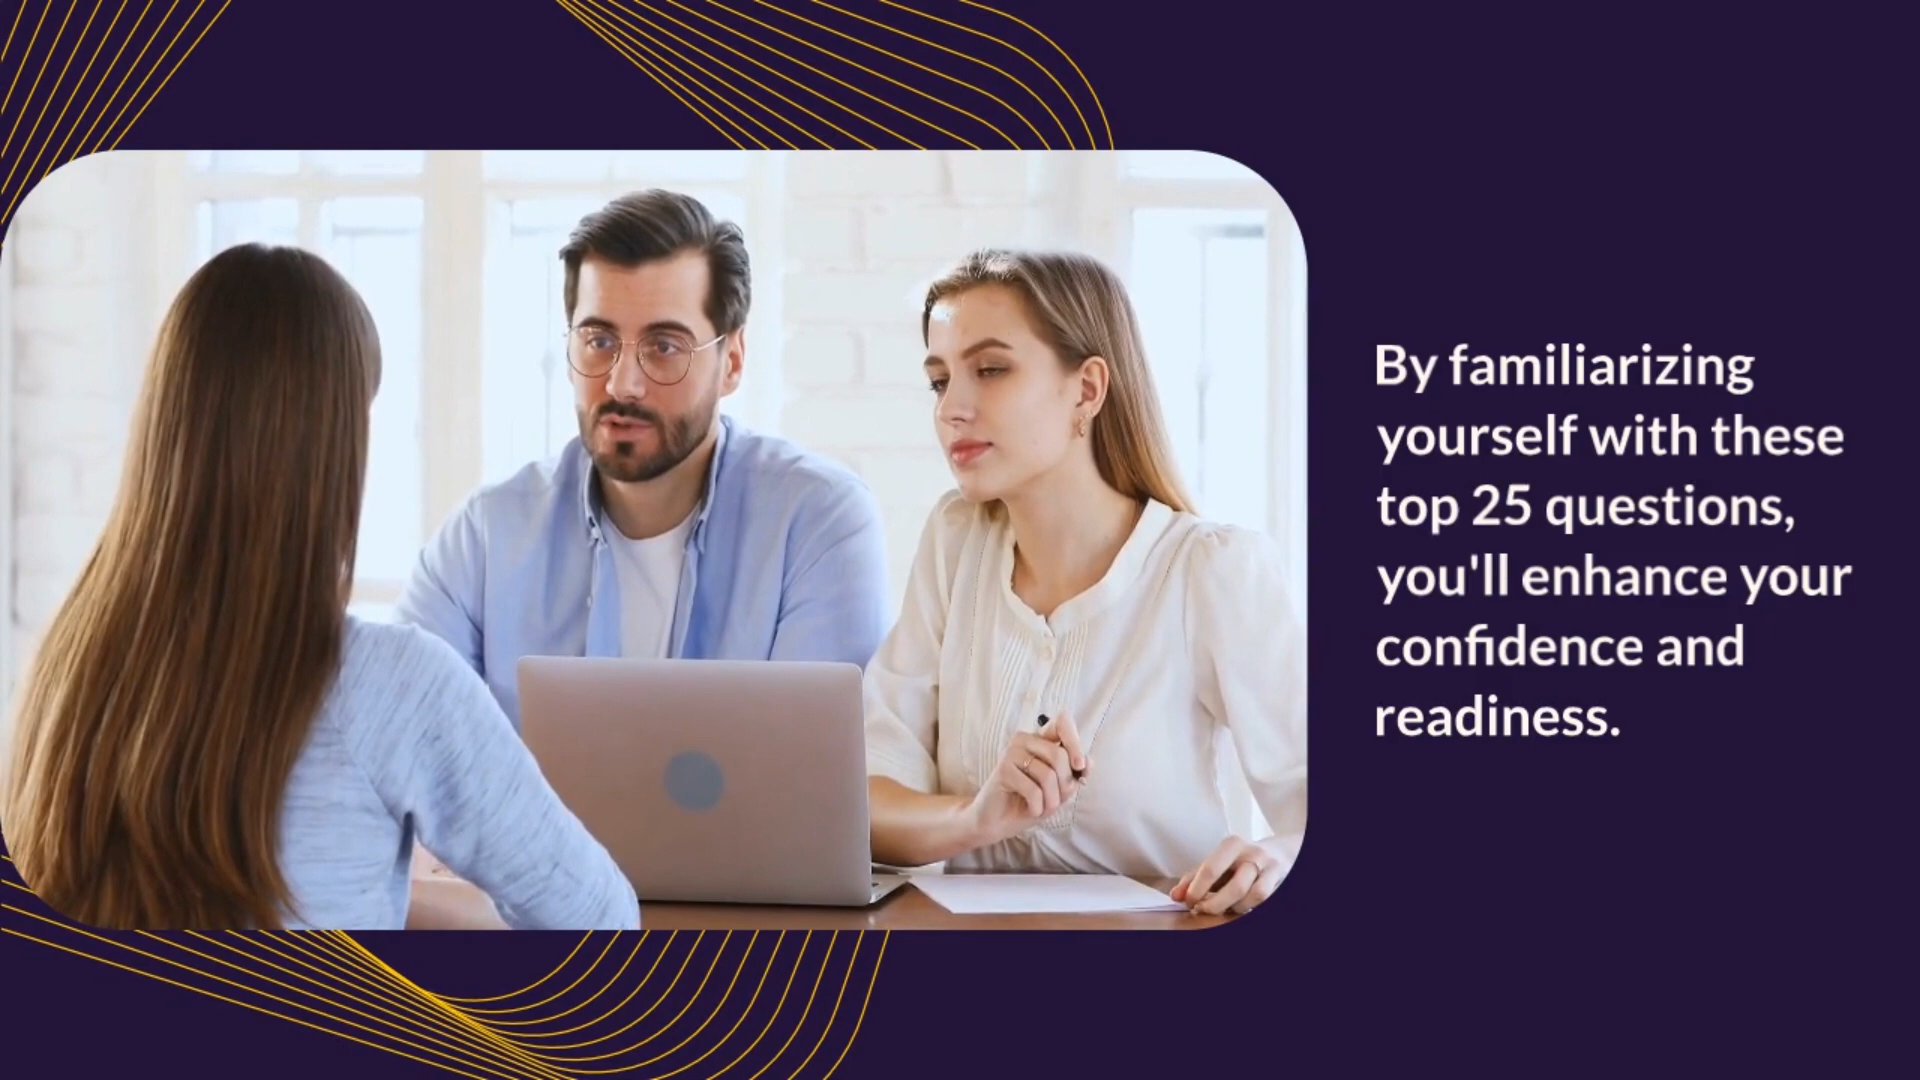 By familiarizing
yourself with these
top 25 questions,
you'll enhance your
confidence and
readiness.